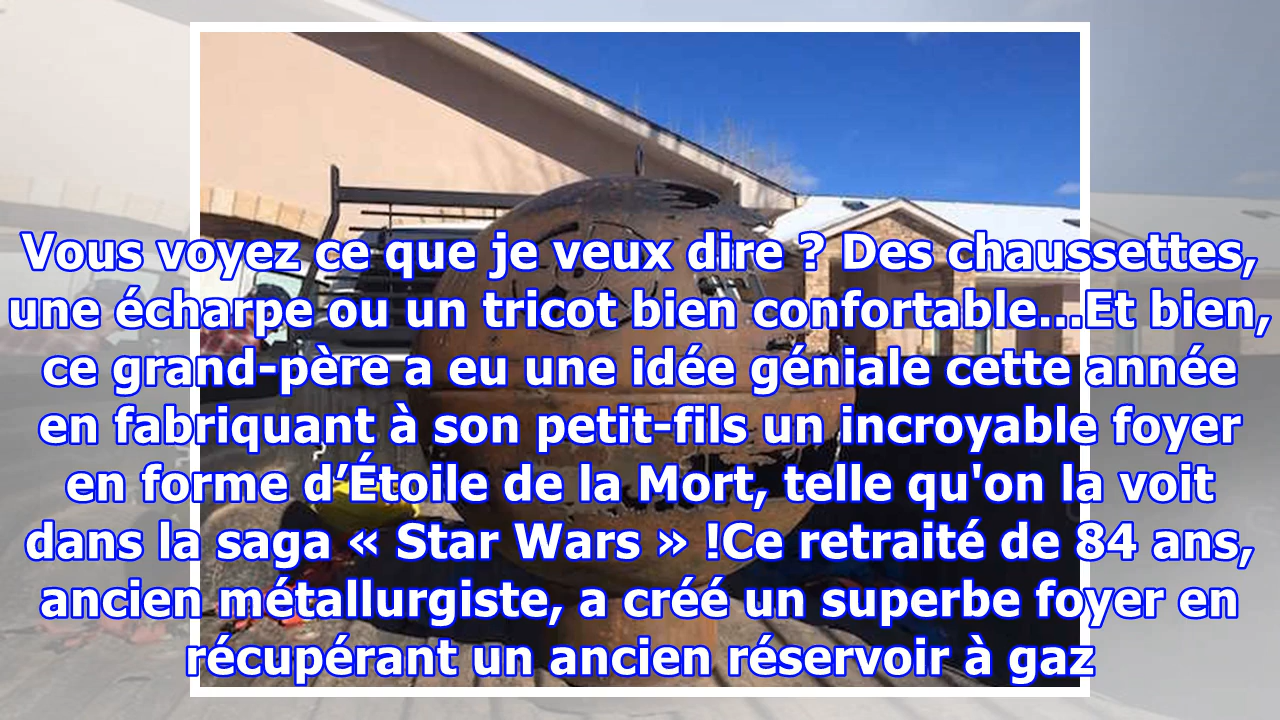 Vous voyez ce que je veux dire ? Des chaussettes,
une écharpe ou un tricot bien confortable...Et bien,
ce grand-père a eu une idée géniale cette année
en fabriquant à son petit-fils un incroyable foyer
en forme d’Étoile de la Mort, telle qu'on la voit
dans la saga « Star Wars » !Ce retraité de 84 ans,
ancien métallurgiste, a créé un superbe foyer en
récupérant un ancien réservoir à gaz